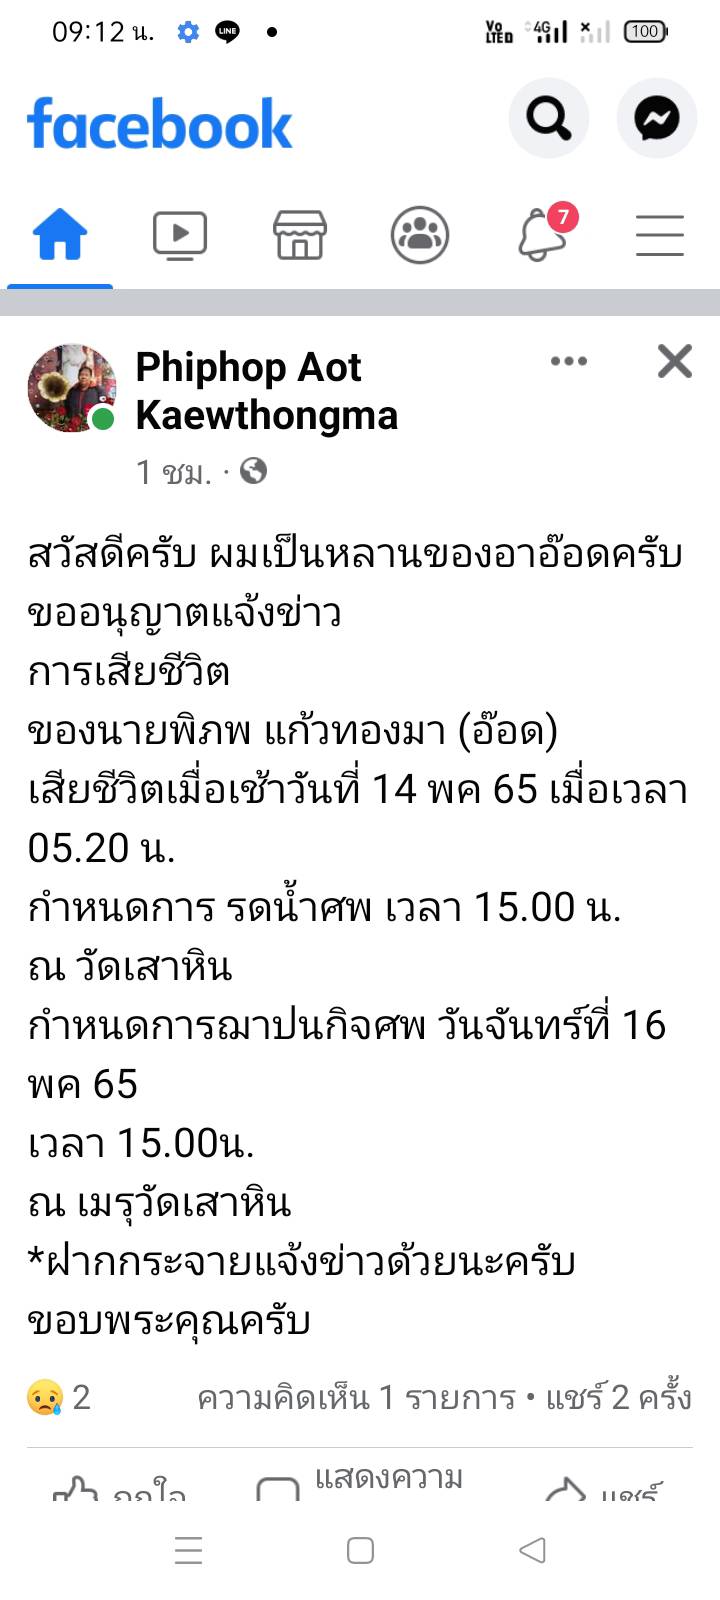 09:12 น.
LINE
Vo LTED 4G 100
facebook
7
Phiphop Aot
Kaewthongma
1 ชม. ·
สวัสดีครับ ผมเป็นหลานของอาอ๊อดครับ
ขออนุญาตแจ้งข่าว
การเสียชีวิต
ของนายพิภพ แก้วทองมา (อ๊อด)
เสียชีวิตเมื่อเช้าวันที่ 14 พค 65 เมื่อเวลา
05.20 น.
กำหนดการ รดน้ำศพ เวลา 15.00 น.
ณ วัดเสาหิน
กำหนดการฌาปนกิจศพ วันจันทร์ที่ 16
พค 65
เวลา 15.00น.
ณ เมรุวัดเสาหิน
*ฝากกระจายแจ้งข่าวด้วยนะครับ
ขอบพระคุณครับ
2 ความคิดเห็น 1 รายการ • แชร์ 2 ครั้ง
ถูกใจ แสดงความ แชร์